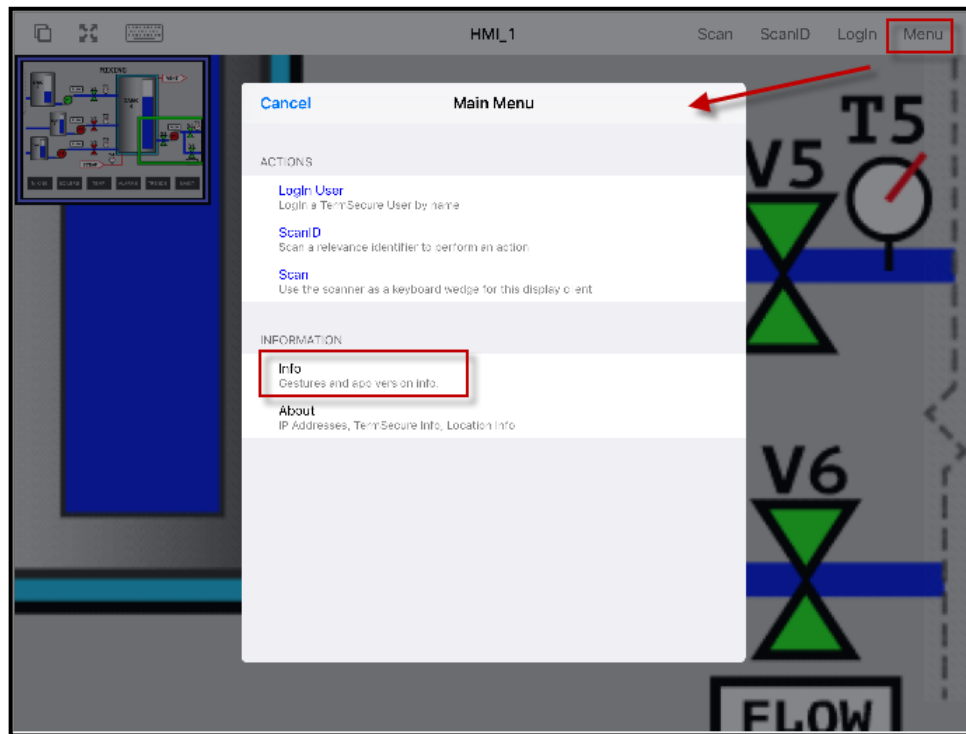 HMI_1
Scan
ScanID
LogIn
Menu
MIXING
Cancel
Main Menu
ACTIONS
LogIn User
LogIn a TermSecure User by name
ScanID
Scan a relevance identifier to perform an action
Scan
Use the scanner as a keyboard wedge for this display client
INFORMATION
Info
Gestures and app version info.
About
IP Addresses, TermSecure Info, Location Info
T5
V5
V6
FLOW